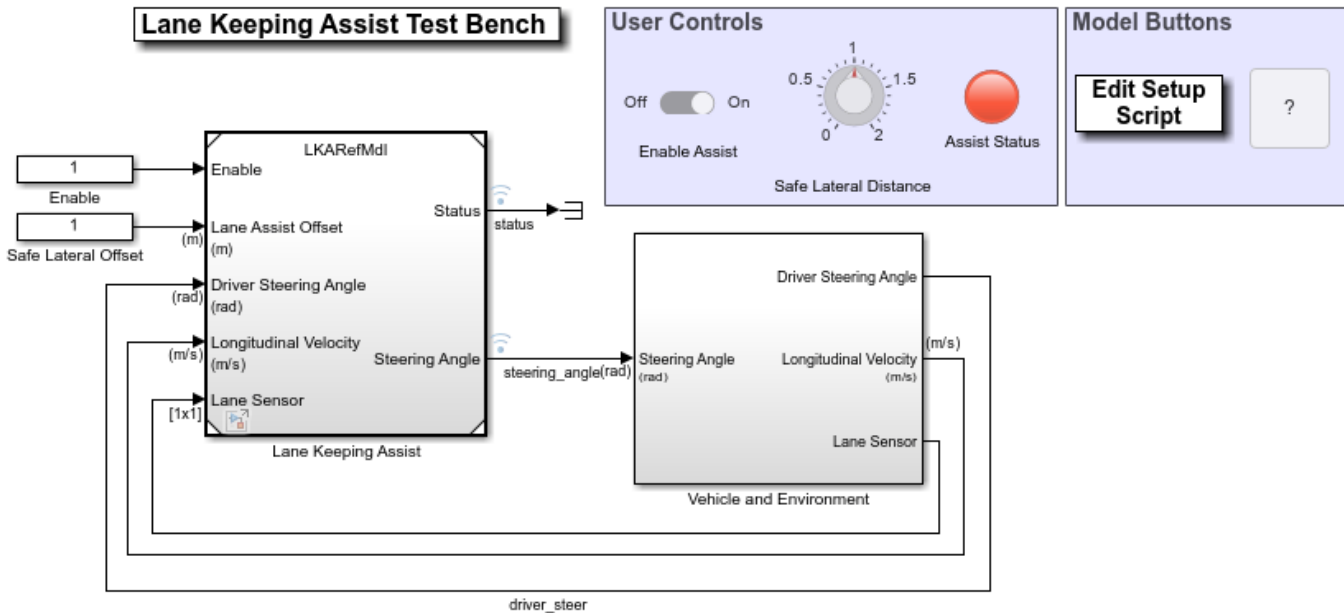 Lane Keeping Assist Test Bench
User Controls
Off
On
Enable Assist
0
0.5
1
1.5
2
Safe Lateral Distance
Assist Status
Model Buttons
Edit Setup
Script
?
1
Enable
1
Safe Lateral Offset
(m)
(rad)
(m/s)
[1x1]
LKARefMdl
Enable
Lane Assist Offset
(m)
Driver Steering Angle
(rad)
Longitudinal Velocity
(m/s)
Lane Sensor
Status
Steering Angle
Lane Keeping Assist
status
steering_angle
(rad)
Steering Angle
(rad)
Driver Steering Angle
Longitudinal Velocity
(m/s)
Lane Sensor
(m/s)
Vehicle and Environment
driver_steer